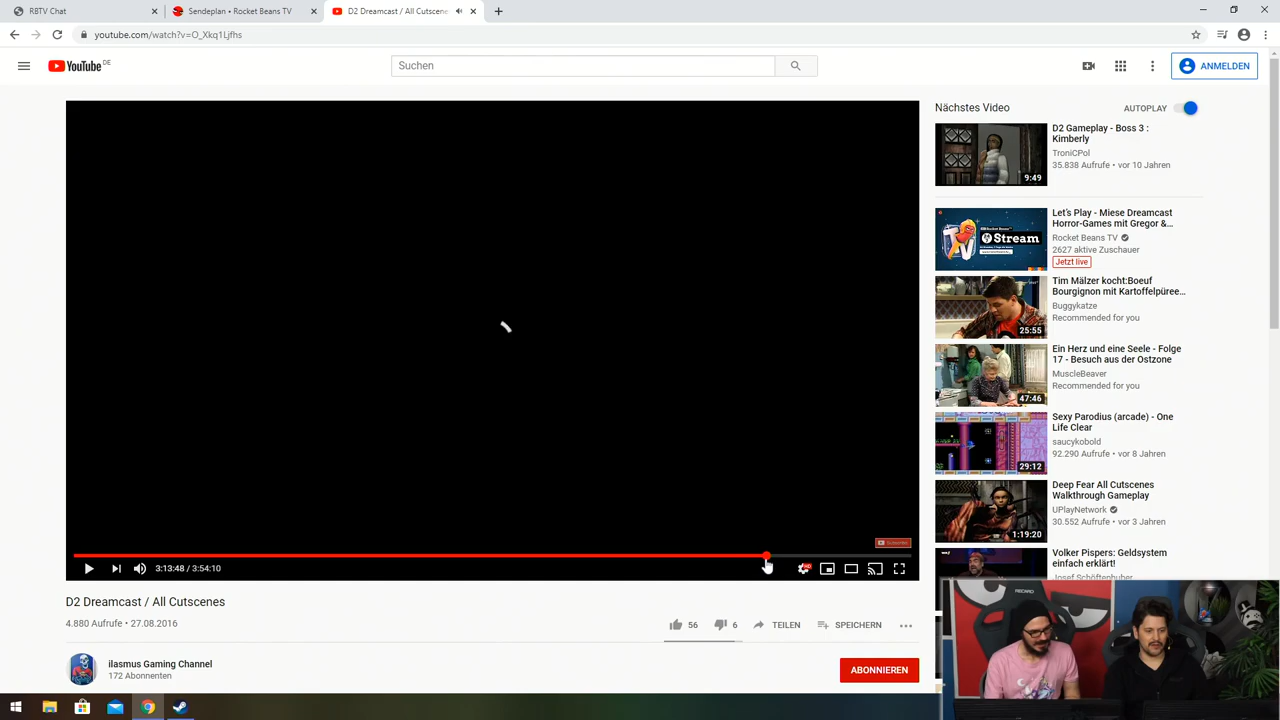 RBTV Chat
Sendeplan • Rocket Beans TV
D2 Dreamcast / All Cutscene
youtube.com/watch?v=O_Xkq1Ljfhs
YouTube DE
Suchen
ANMELDEN
Nächstes Video
AUTOPLAY
D2 Gameplay - Boss 3 :
Kimberly
TroniCPol
35.838 Aufrufe • vor 10 Jahren
9:49
Let's Play - Miese Dreamcast
Horror-Games mit Gregor &...
Rocket Beans TV
2627 aktive Zuschauer
Jetzt live
Stream
Tim Mälzer kocht:Boeuf
Bourgignon mit Kartoffelpüree...
Buggykatze
Recommended for you
25:55
Ein Herz und eine Seele - Folge
17 - Besuch aus der Ostzone
MuscleBeaver
Recommended for you
47:46
Sexy Parodius (arcade) - One
Life Clear
saucykobold
92.290 Aufrufe • vor 8 Jahren
29:12
Deep Fear All Cutscenes
Walkthrough Gameplay
UPlayNetwork
30.552 Aufrufe • vor 3 Jahren
1:19:20
Volker Pispers: Geldsystem
einfach erklärt!
Josef Schöftenhuber
3:13:48 / 3:54:10
HD
D2 Dreamcast / All Cutscenes
4.880 Aufrufe • 27.08.2016
56
6
TEILEN
SPEICHERN
ilasmus Gaming Channel
172 Abonnenten
ABONNIEREN